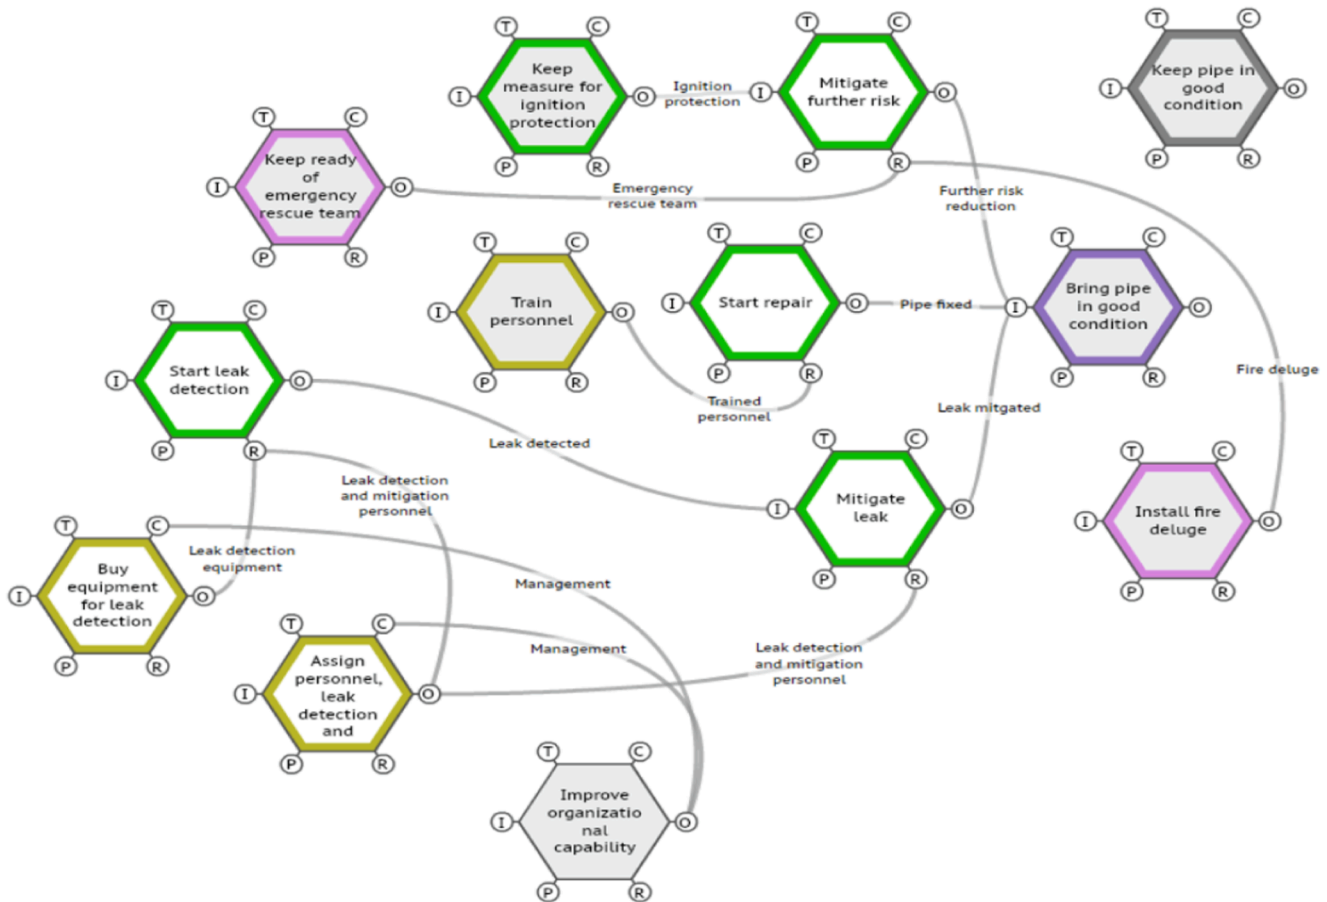 T C
Keep
measure for
ignition
protection
I O
P R
Ignition
protection
T C
Mitigate
further risk
I O
P R
T C
Keep pipe in
good
condition
I O
P R
T C
Keep ready
of
emergency
rescue team
I O
P R
Emergency
rescue team
Further risk
reduction
T C
Train
personnel
I O
P R
T C
Start repair
I O
P R
Pipe fixed
T C
Bring pipe
in good
condition
I O
P R
T C
Start leak
detection
I O
P R
Trained
personnel
Fire deluge
Leak mitgated
Leak detected
Leak detection
and mitigation
personnel
T C
Mitigate
leak
I O
P R
T C
Install fire
deluge
I O
P R
T C
Buy
equipment
for leak
detection
I O
P R
Leak detection
equipment
Management
Management
T C
Assign
personnel,
leak
detection
and
I O
P R
Leak detection
and mitigation
personnel
T C
Improve
organizatio
nal
capability
I O
P R